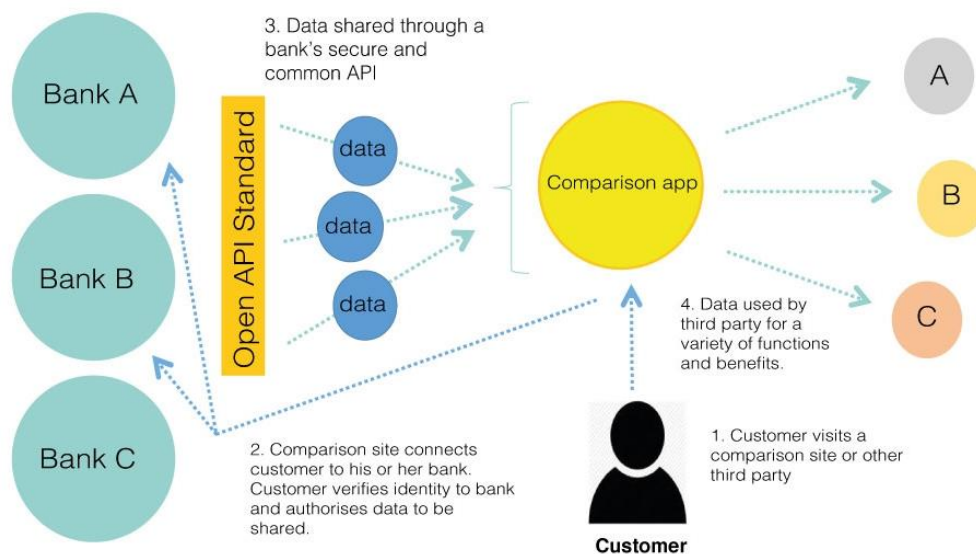 3. Data shared through a
bank's secure and
common API
Bank A
Bank B
Bank C
Open API Standard
data
data
data
Comparison app
A
B
C
4. Data used by
third party for a
variety of functions
and benefits.
2. Comparison site connects
customer to his or her bank.
Customer verifies identity to bank
and authorises data to be
shared.
1. Customer visits a
comparison site or other
third party
Customer